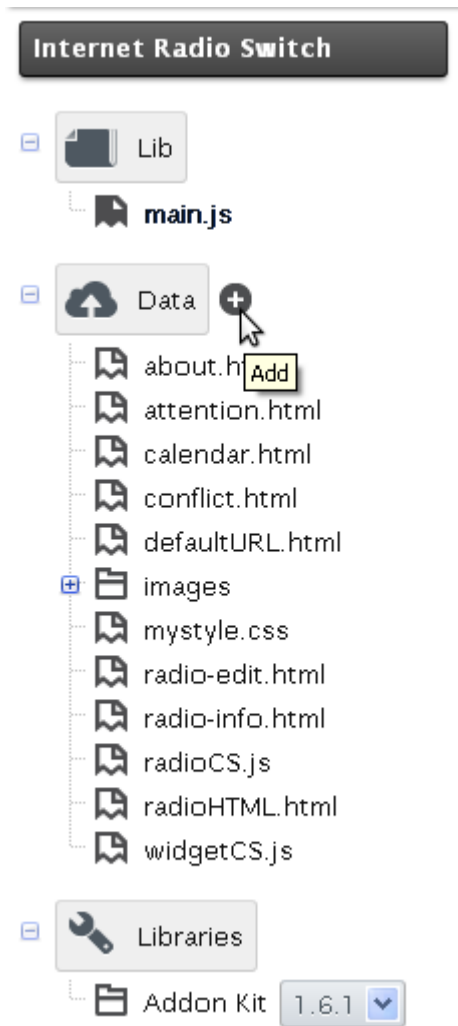 Internet Radio Switch
Lib
main.js
Data
about.h
Add
attention.html
calendar.html
conflict.html
defaultURL.html
images
mystyle.css
radio-edit.html
radio-info.html
radioCS.js
radioHTML.html
widgetCS.js
Libraries
Addon Kit 1.6.1